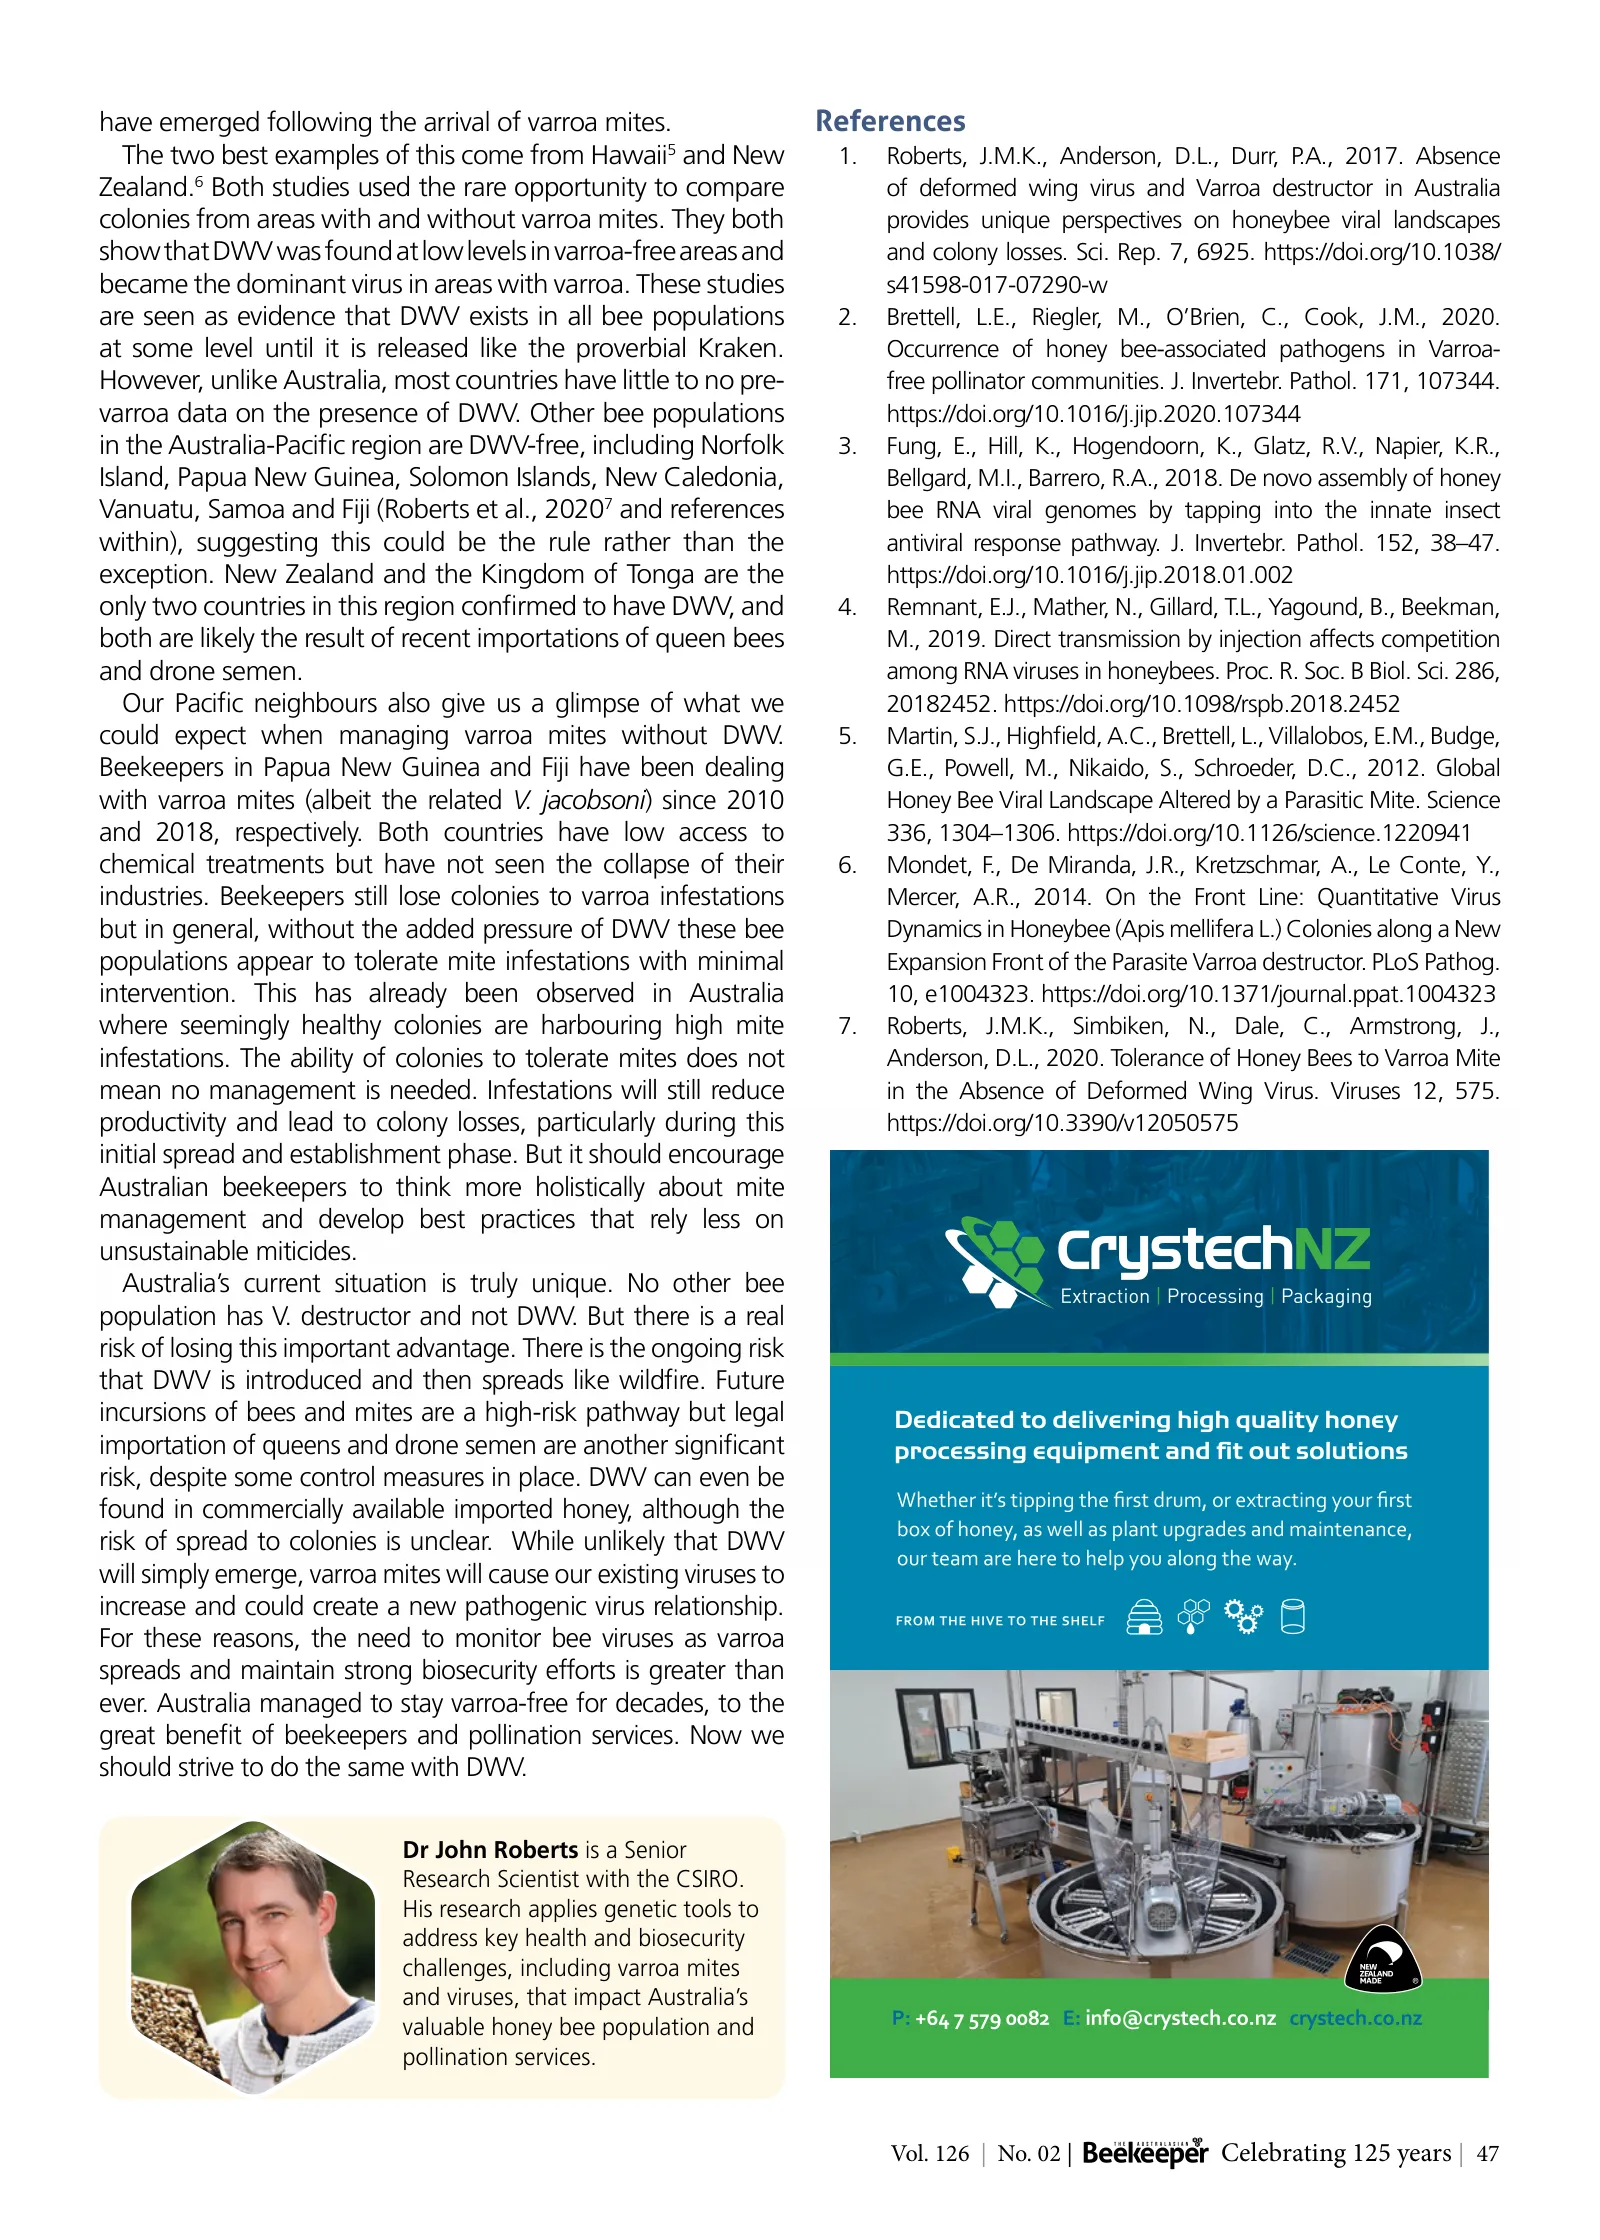 have emerged following the arrival of varroa mites.
The two best examples of this come from Hawaii⁵ and New
Zealand.⁶ Both studies used the rare opportunity to compare
colonies from areas with and without varroa mites. They both
show that DWV was found at low levels in varroa-free areas and
became the dominant virus in areas with varroa. These studies
are seen as evidence that DWV exists in all bee populations
at some level until it is released like the proverbial Kraken.
However, unlike Australia, most countries have little to no pre-
varroa data on the presence of DWV. Other bee populations
in the Australia-Pacific region are DWV-free, including Norfolk
Island, Papua New Guinea, Solomon Islands, New Caledonia,
Vanuatu, Samoa and Fiji (Roberts et al., 2020⁷ and references
within), suggesting this could be the rule rather than the
exception. New Zealand and the Kingdom of Tonga are the
only two countries in this region confirmed to have DWV, and
both are likely the result of recent importations of queen bees
and drone semen.
Our Pacific neighbours also give us a glimpse of what we
could expect when managing varroa mites without DWV.
Beekeepers in Papua New Guinea and Fiji have been dealing
with varroa mites (albeit the related V. jacobsoni) since 2010
and 2018, respectively. Both countries have low access to
chemical treatments but have not seen the collapse of their
industries. Beekeepers still lose colonies to varroa infestations
but in general, without the added pressure of DWV these bee
populations appear to tolerate mite infestations with minimal
intervention. This has already been observed in Australia
where seemingly healthy colonies are harbouring high mite
infestations. The ability of colonies to tolerate mites does not
mean no management is needed. Infestations will still reduce
productivity and lead to colony losses, particularly during this
initial spread and establishment phase. But it should encourage
Australian beekeepers to think more holistically about mite
management and develop best practices that rely less on
unsustainable miticides.
Australia's current situation is truly unique. No other bee
population has V. destructor and not DWV. But there is a real
risk of losing this important advantage. There is the ongoing risk
that DWV is introduced and then spreads like wildfire. Future
incursions of bees and mites are a high-risk pathway but legal
importation of queens and drone semen are another significant
risk, despite some control measures in place. DWV can even be
found in commercially available imported honey, although the
risk of spread to colonies is unclear. While unlikely that DWV
will simply emerge, varroa mites will cause our existing viruses to
increase and could create a new pathogenic virus relationship.
For these reasons, the need to monitor bee viruses as varroa
spreads and maintain strong biosecurity efforts is greater than
ever. Australia managed to stay varroa-free for decades, to the
great benefit of beekeepers and pollination services. Now we
should strive to do the same with DWV.
Dr John Roberts is a Senior
Research Scientist with the CSIRO.
His research applies genetic tools to
address key health and biosecurity
challenges, including varroa mites
and viruses, that impact Australia's
valuable honey bee population and
pollination services.
References
1. Roberts, J.M.K., Anderson, D.L., Durr, P.A., 2017. Absence
of deformed wing virus and Varroa destructor in Australia
provides unique perspectives on honeybee viral landscapes
and colony losses. Sci. Rep. 7, 6925. https://doi.org/10.1038/
s41598-017-07290-w
2. Brettell, L.E., Riegler, M., O'Brien, C., Cook, J.M., 2020.
Occurrence of honey bee-associated pathogens in Varroa-
free pollinator communities. J. Invertebr. Pathol. 171, 107344.
https://doi.org/10.1016/j.jip.2020.107344
3. Fung, E., Hill, K., Hogendoorn, K., Glatz, R.V., Napier, K.R.,
Bellgard, M.I., Barrero, R.A., 2018. De novo assembly of honey
bee RNA viral genomes by tapping into the innate insect
antiviral response pathway. J. Invertebr. Pathol. 152, 38–47.
https://doi.org/10.1016/j.jip.2018.01.002
4. Remnant, E.J., Mather, N., Gillard, T.L., Yagound, B., Beekman,
M., 2019. Direct transmission by injection affects competition
among RNA viruses in honeybees. Proc. R. Soc. B Biol. Sci. 286,
20182452. https://doi.org/10.1098/rspb.2018.2452
5. Martin, S.J., Highfield, A.C., Brettell, L., Villalobos, E.M., Budge,
G.E., Powell, M., Nikaido, S., Schroeder, D.C., 2012. Global
Honey Bee Viral Landscape Altered by a Parasitic Mite. Science
336, 1304–1306. https://doi.org/10.1126/science.1220941
6. Mondet, F., De Miranda, J.R., Kretzschmar, A., Le Conte, Y.,
Mercer, A.R., 2014. On the Front Line: Quantitative Virus
Dynamics in Honeybee (Apis mellifera L.) Colonies along a New
Expansion Front of the Parasite Varroa destructor. PLoS Pathog.
10, e1004323. https://doi.org/10.1371/journal.ppat.1004323
7. Roberts, J.M.K., Simbiken, N., Dale, C., Armstrong, J.,
Anderson, D.L., 2020. Tolerance of Honey Bees to Varroa Mite
in the Absence of Deformed Wing Virus. Viruses 12, 575.
https://doi.org/10.3390/v12050575
CrystechNZ
Extraction | Processing | Packaging
Dedicated to delivering high quality honey
processing equipment and fit out solutions
Whether it's tipping the first drum, or extracting your first
box of honey, as well as plant upgrades and maintenance,
our team are here to help you along the way.
FROM THE HIVE TO THE SHELF
NEW
ZEALAND
MADE ®
P: +64 7 579 0082 E: info@crystech.co.nz crystech.co.nz
Vol. 126 | No. 02 | THE AUSTRALASIAN Beekeeper Celebrating 125 years | 47